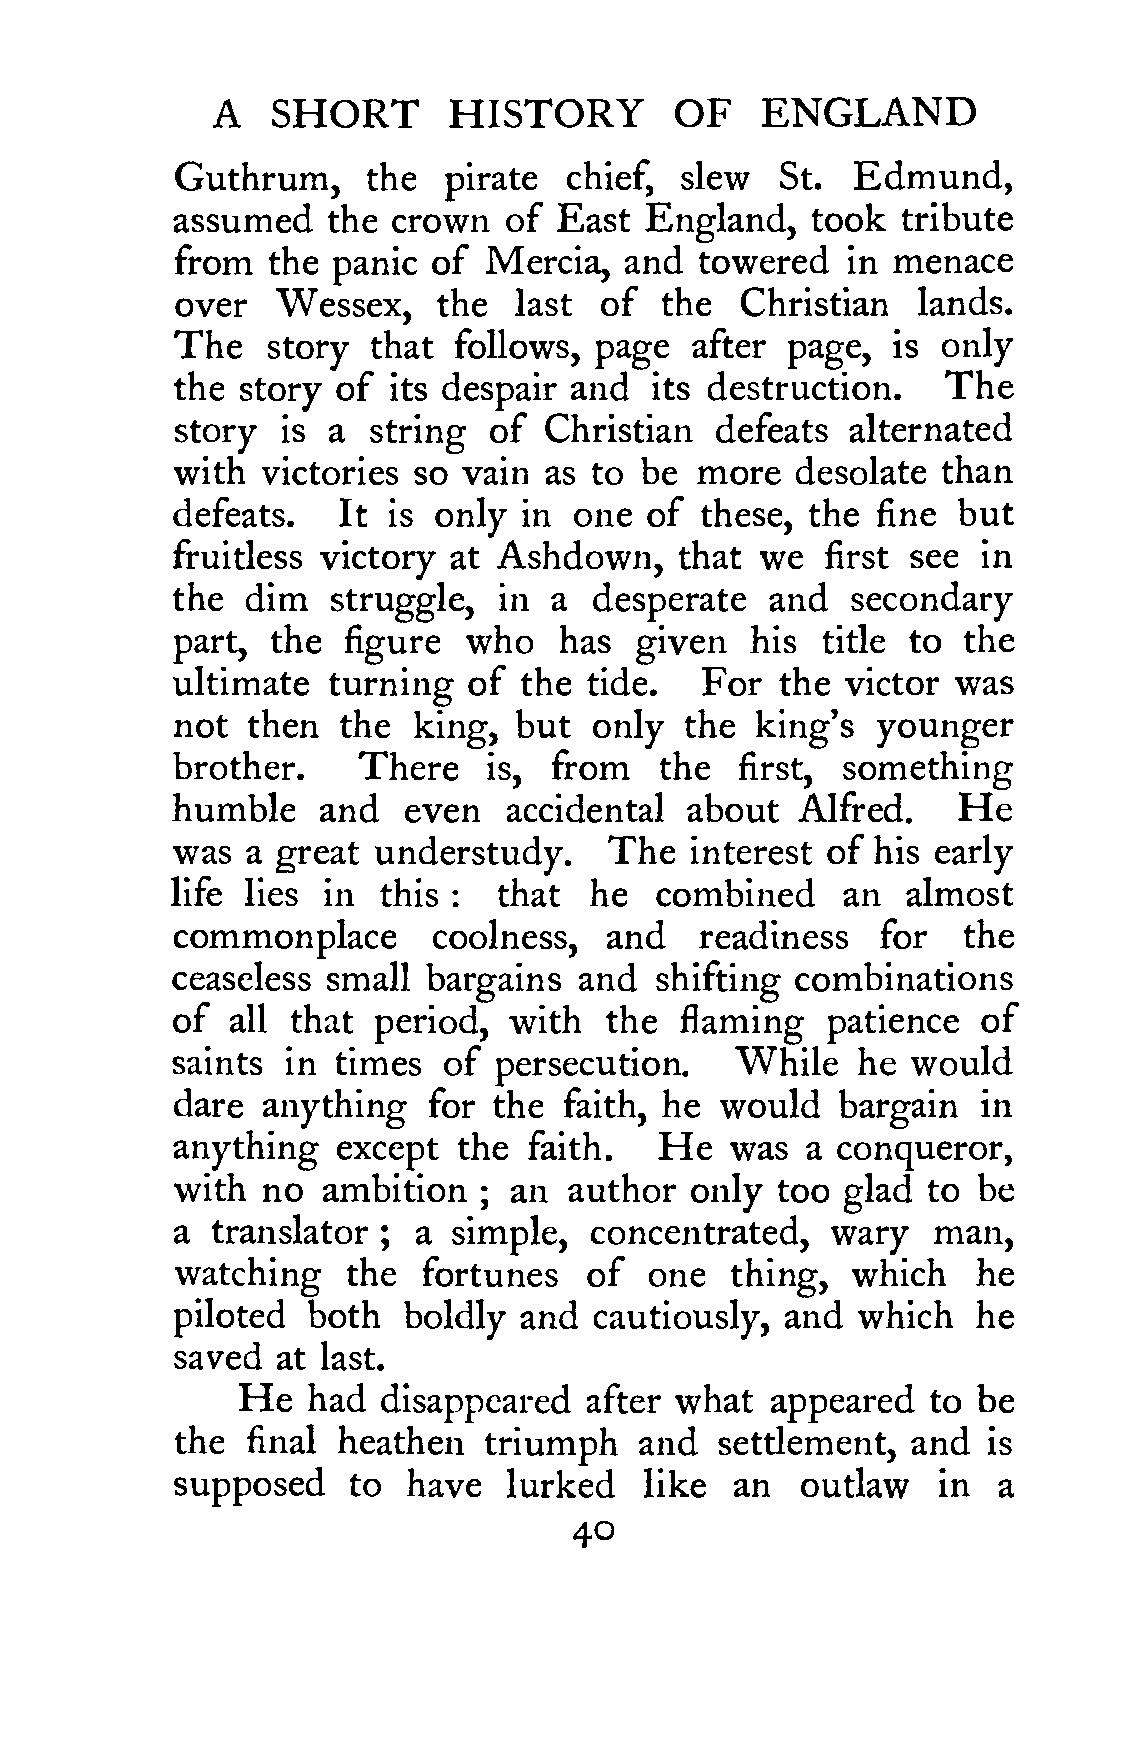 A SHORT HISTORY OF ENGLAND
Guthrum, the pirate chief, slew St. Edmund,
assumed the crown of East England, took tribute
from the panic of Mercia, and towered in menace
over Wessex, the last of the Christian lands.
The story that follows, page after page, is only
the story of its despair and its destruction. The
story is a string of Christian defeats alternated
with victories so vain as to be more desolate than
defeats. It is only in one of these, the fine but
fruitless victory at Ashdown, that we first see in
the dim struggle, in a desperate and secondary
part, the figure who has given his title to the
ultimate turning of the tide. For the victor was
not then the king, but only the king's younger
brother. There is, from the first, something
humble and even accidental about Alfred. He
was a great understudy. The interest of his early
life lies in this : that he combined an almost
commonplace coolness, and readiness for the
ceaseless small bargains and shifting combinations
of all that period, with the flaming patience of
saints in times of persecution. While he would
dare anything for the faith, he would bargain in
anything except the faith. He was a conqueror,
with no ambition ; an author only too glad to be
a translator ; a simple, concentrated, wary man,
watching the fortunes of one thing, which he
piloted both boldly and cautiously, and which he
saved at last.
He had disappeared after what appeared to be
the final heathen triumph and settlement, and is
supposed to have lurked like an outlaw in a
40